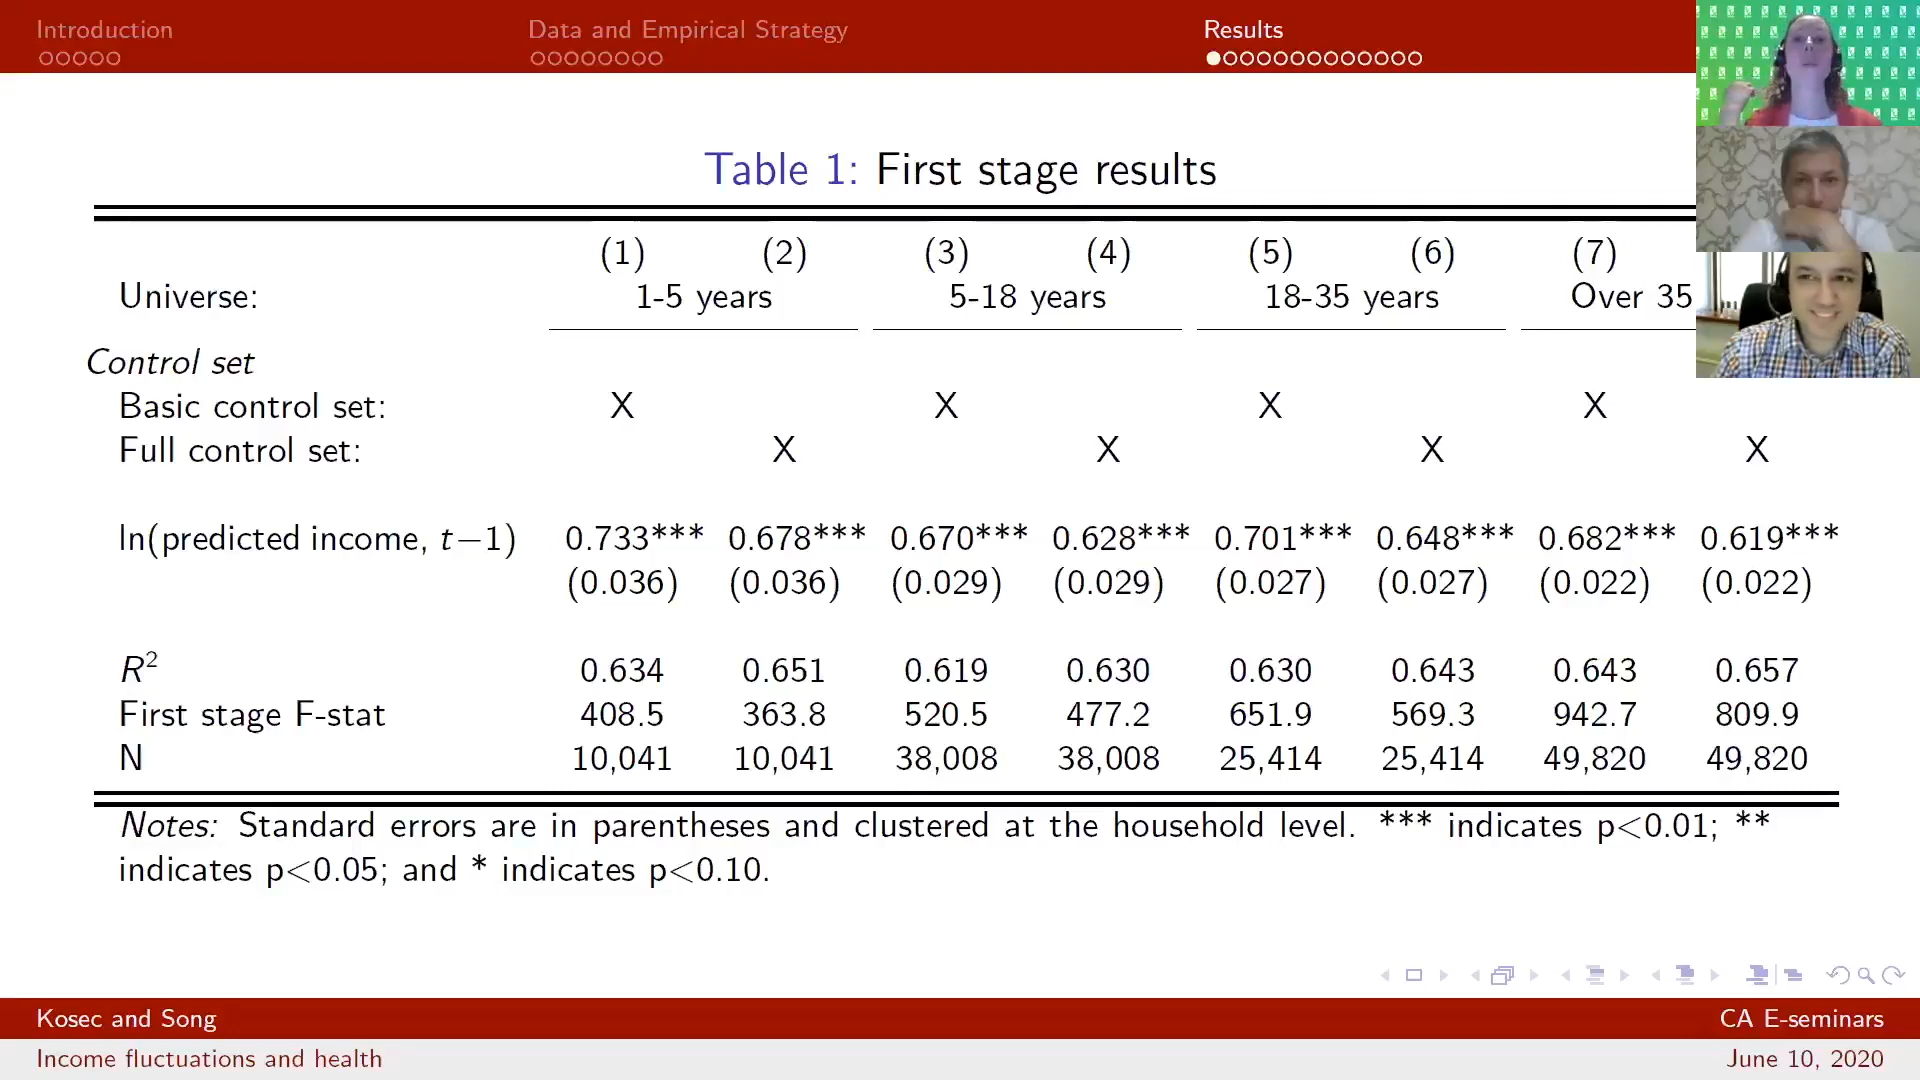 Introduction
Data and Empirical Strategy
Results
Table 1: First stage results
(1) (2) (3) (4) (5) (6) (7)
Universe: 1-5 years 5-18 years 18-35 years Over 35
Control set
Basic control set: X X X X
Full control set: X X X X
ln(predicted income, t−1) 0.733*** 0.678*** 0.670*** 0.628*** 0.701*** 0.648*** 0.682*** 0.619***
(0.036) (0.036) (0.029) (0.029) (0.027) (0.027) (0.022) (0.022)
R² 0.634 0.651 0.619 0.630 0.630 0.643 0.643 0.657
First stage F-stat 408.5 363.8 520.5 477.2 651.9 569.3 942.7 809.9
N 10,041 10,041 38,008 38,008 25,414 25,414 49,820 49,820
Notes: Standard errors are in parentheses and clustered at the household level. *** indicates p<0.01; **
indicates p<0.05; and * indicates p<0.10.
Kosec and Song
CA E-seminars
Income fluctuations and health
June 10, 2020